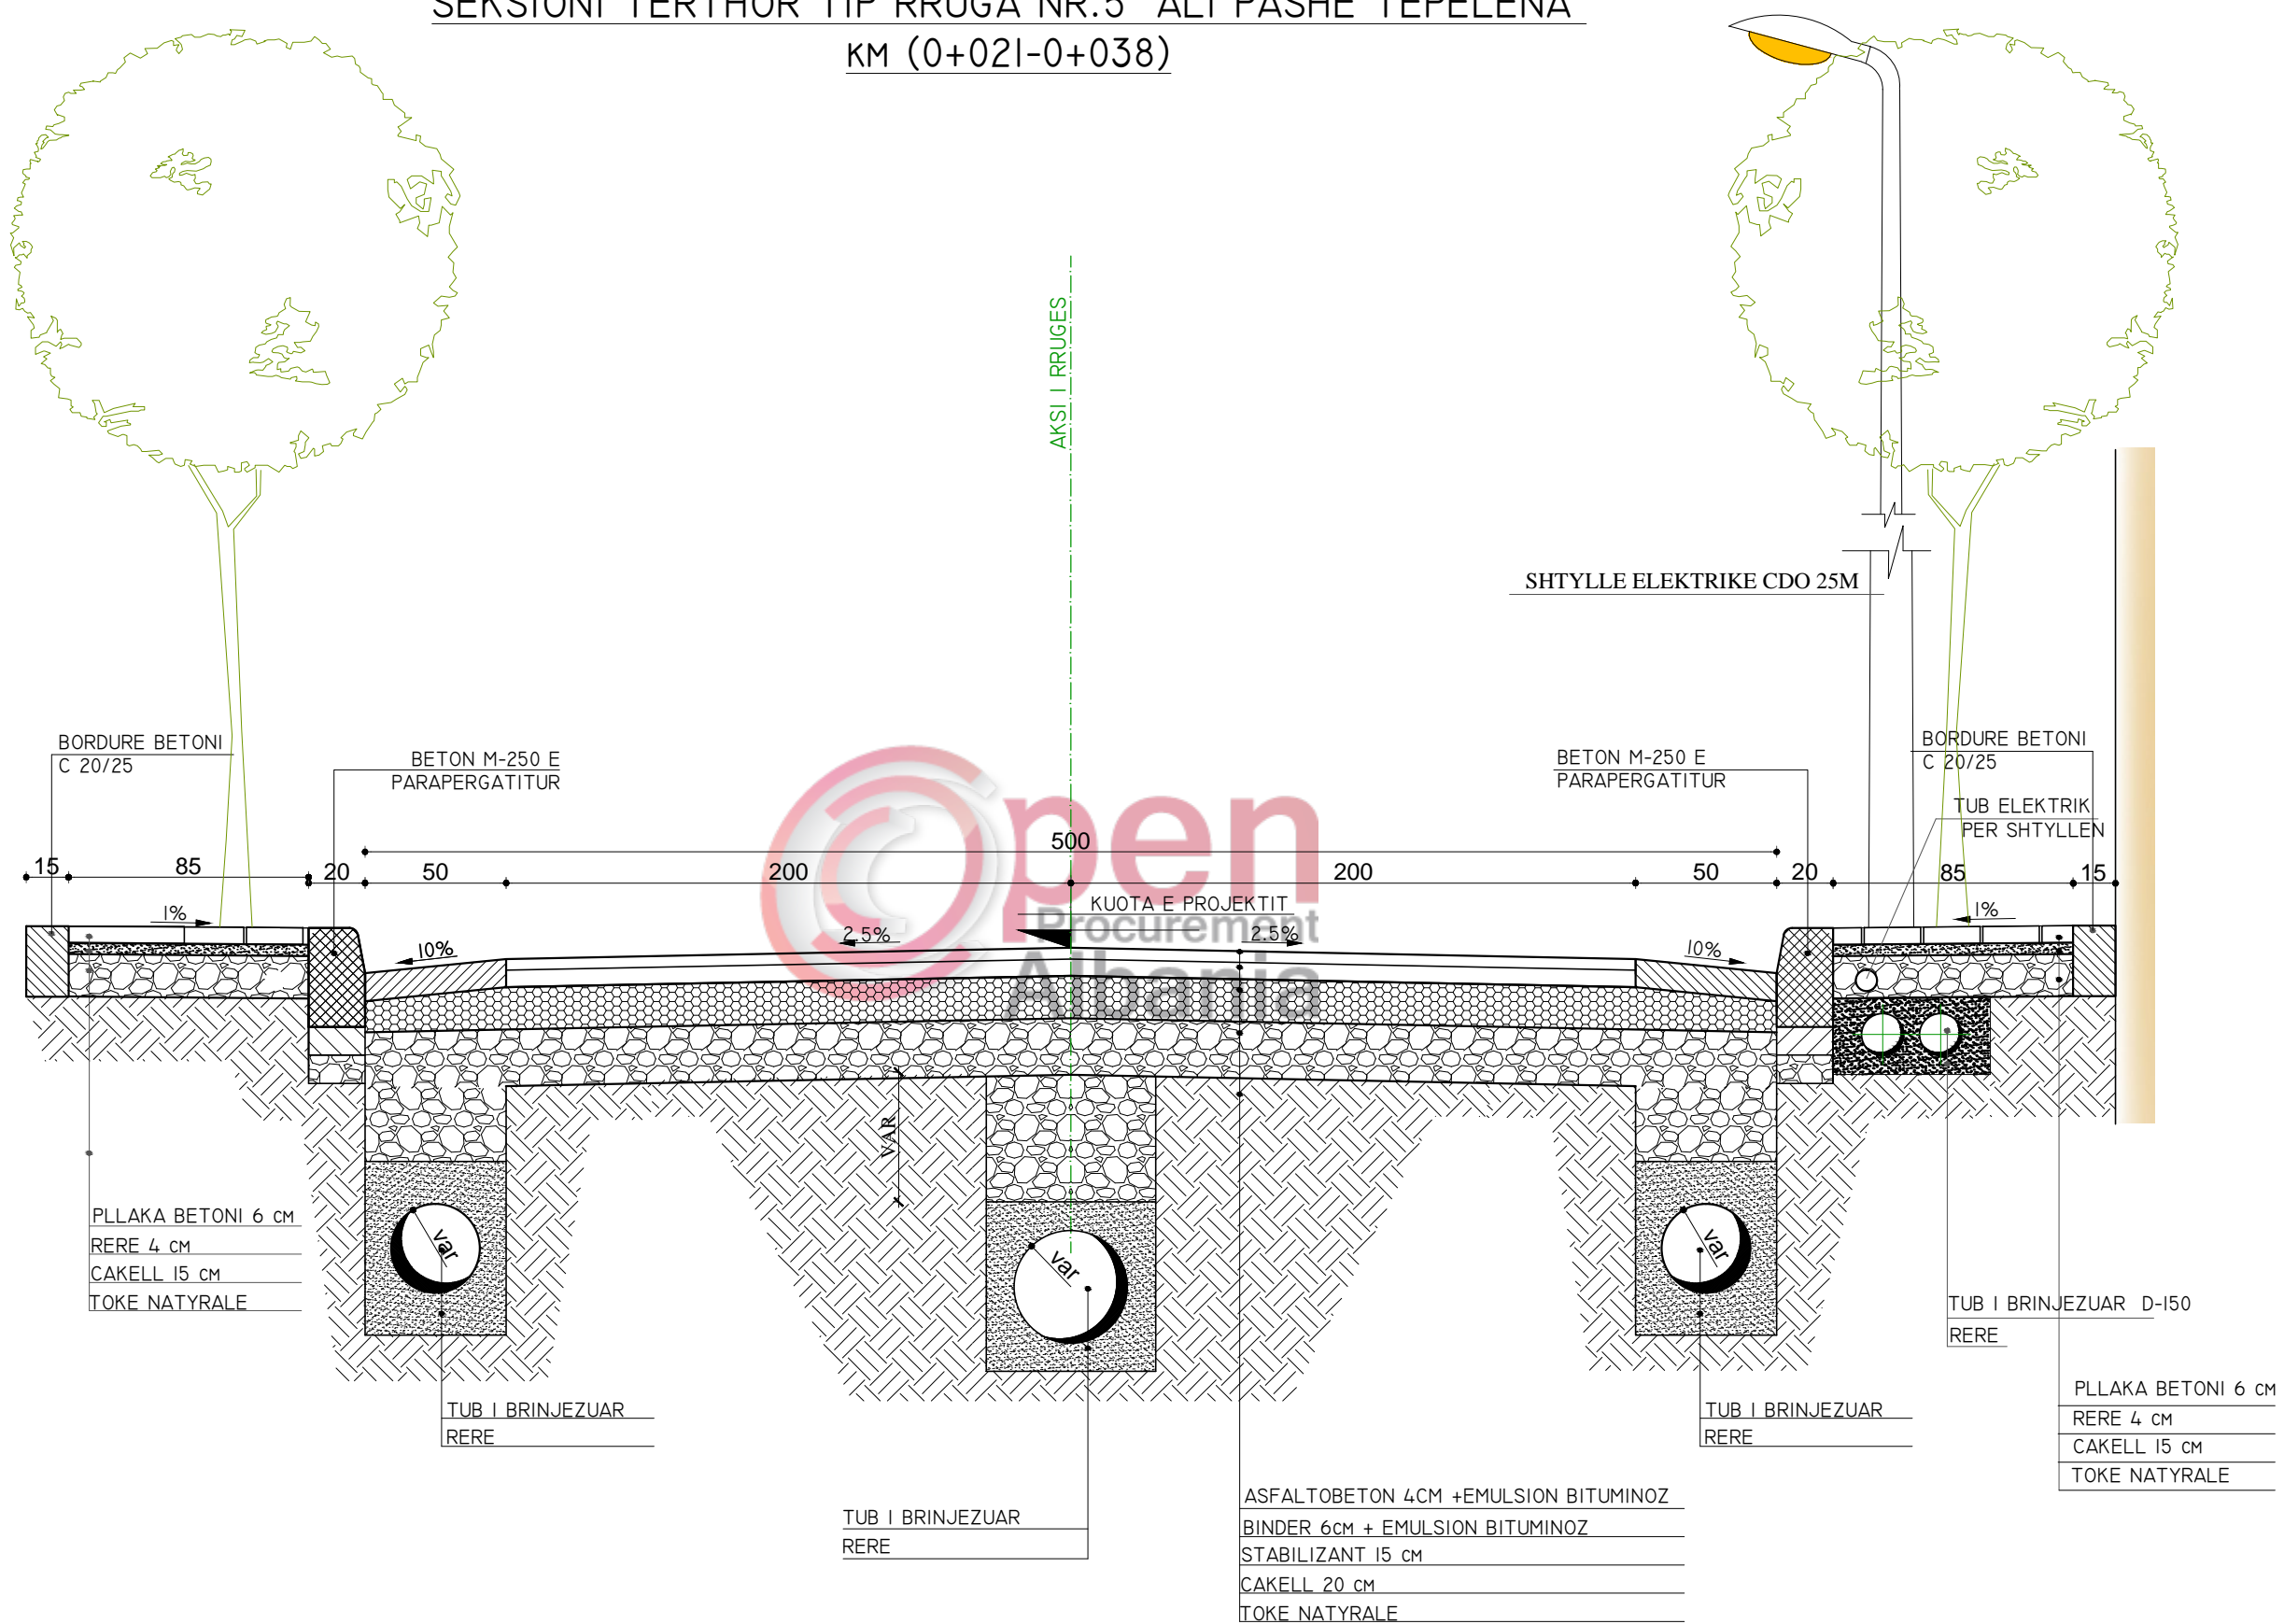 SEKSIONI TERTHOR TIP RRUGA NR.5 "ALI PASHE TEPELENA"
KM (0+021-0+038)
AKSI I RRUGES
SHTYLLE ELEKTRIKE CDO 25M
BORDURE BETONI
C 20/25
BETON M-250 E
PARAPERGATITUR
BETON M-250 E
PARAPERGATITUR
BORDURE BETONI
C 20/25
TUB ELEKTRIK
PER SHTYLLEN
500
15 85 20 50 200 200 50 20 85 15
KUOTA E PROJEKTIT
1% 10% 2.5% 2.5% 10% 1%
Open
Procurement
Albania
VAR
var
var
var
PLLAKA BETONI 6 CM
RERE 4 CM
CAKELL 15 CM
TOKE NATYRALE
TUB I BRINJEZUAR
RERE
TUB I BRINJEZUAR
RERE
ASFALTOBETON 4CM +EMULSION BITUMINOZ
BINDER 6CM + EMULSION BITUMINOZ
STABILIZANT 15 CM
CAKELL 20 CM
TOKE NATYRALE
TUB I BRINJEZUAR
RERE
TUB I BRINJEZUAR D-150
RERE
PLLAKA BETONI 6 CM
RERE 4 CM
CAKELL 15 CM
TOKE NATYRALE